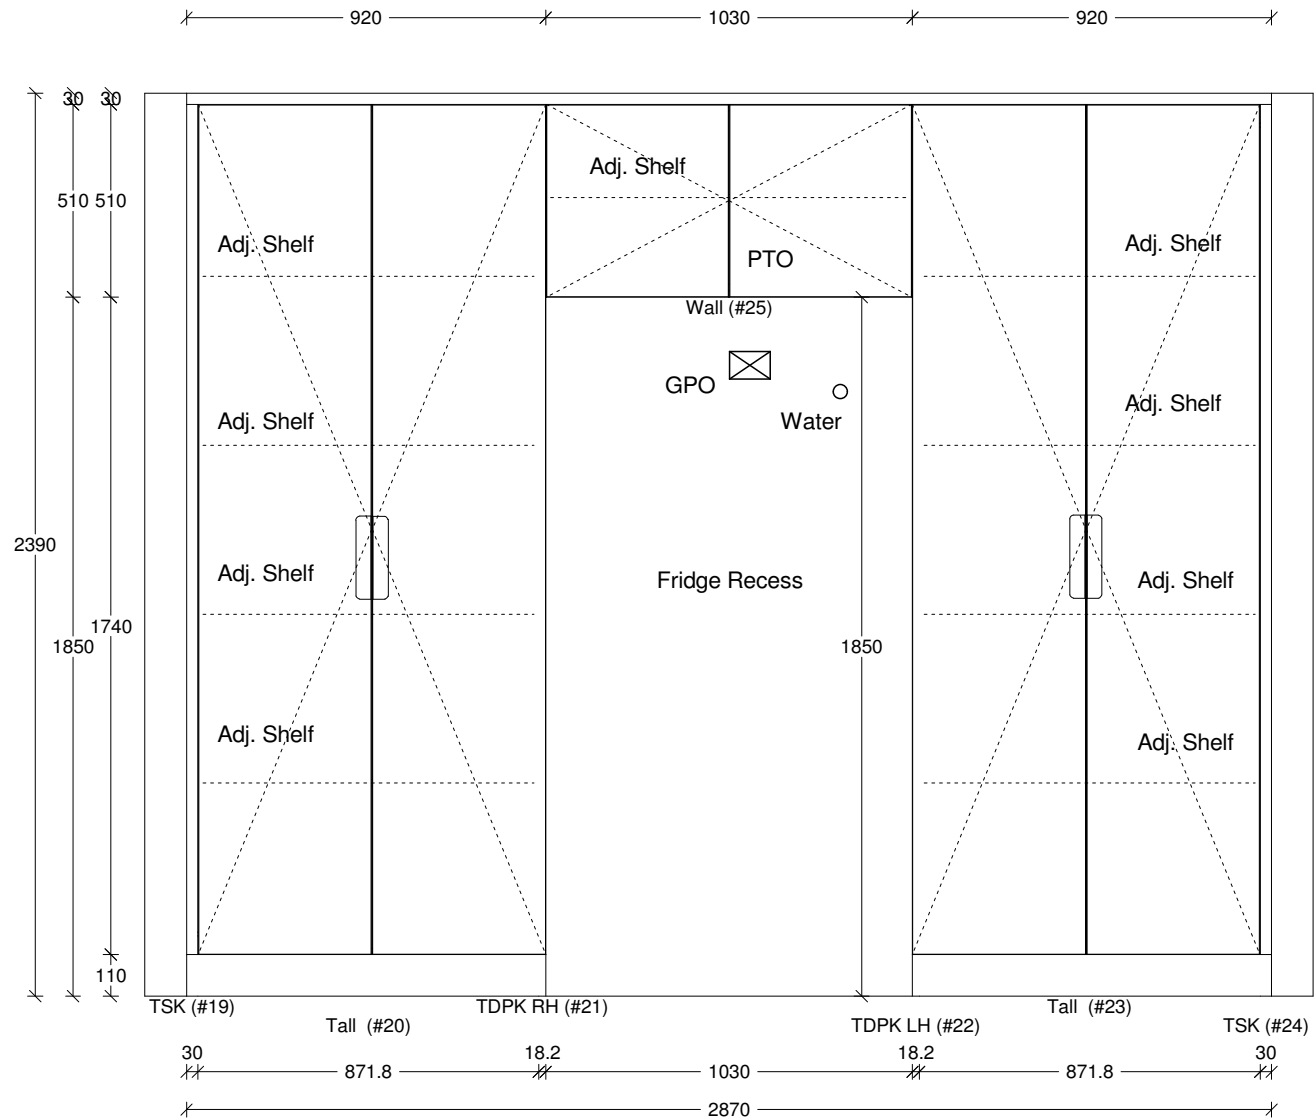 920
1030
920
30
30
510
510
Adj. Shelf
Adj. Shelf
Adj. Shelf
PTO
Wall (#25)
GPO
Water
Adj. Shelf
Adj. Shelf
2390
Adj. Shelf
Fridge Recess
Adj. Shelf
1740
1850
1850
Adj. Shelf
Adj. Shelf
110
TSK (#19)
TDPK RH (#21)
Tall (#23)
Tall (#20)
TDPK LH (#22)
TSK (#24)
30
18.2
18.2
30
871.8
1030
871.8
2870